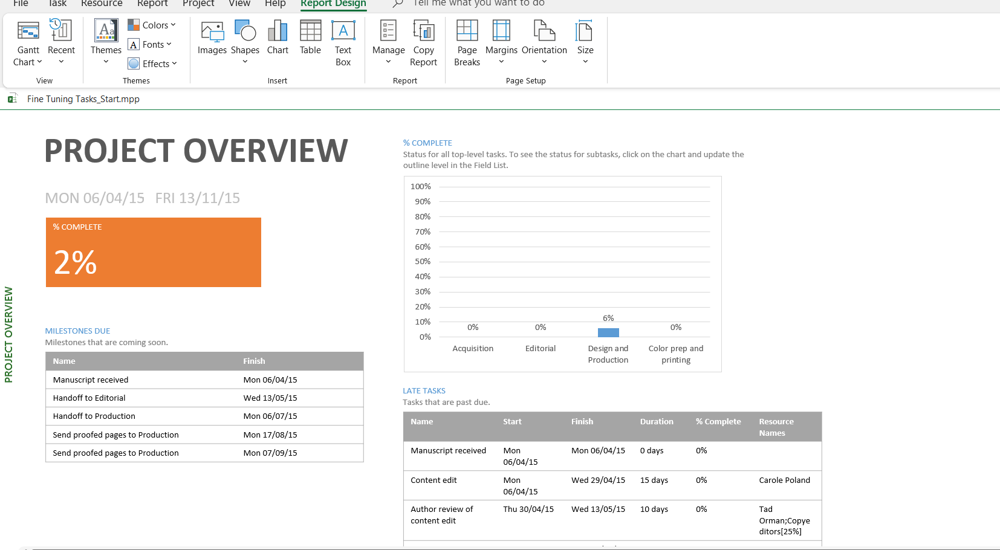 File Task Resource Report Project View Help Report Design Tell me what you want to do
Gantt Chart
Recent
Themes
Colors
Fonts
Effects
Images
Shapes
Chart
Table
Text Box
Manage
Copy Report
Page Breaks
Margins
Orientation
Size
View
Themes
Insert
Report
Page Setup
Fine Tuning Tasks_Start.mpp
PROJECT OVERVIEW
PROJECT OVERVIEW
MON 06/04/15 FRI 13/11/15
% COMPLETE
2%
MILESTONES DUE
Milestones that are coming soon.
Name Finish
Manuscript received Mon 06/04/15
Handoff to Editorial Wed 13/05/15
Handoff to Production Mon 06/07/15
Send proofed pages to Production Mon 17/08/15
Send proofed pages to Production Mon 07/09/15
% COMPLETE
Status for all top-level tasks. To see the status for subtasks, click on the chart and update the
outline level in the Field List.
100%
90%
80%
70%
60%
50%
40%
30%
20%
10%
0%
0% 0% 6% 0%
Acquisition Editorial Design and Production Color prep and printing
LATE TASKS
Tasks that are past due.
Name Start Finish Duration % Complete Resource Names
Manuscript received Mon 06/04/15 Mon 06/04/15 0 days 0%
Content edit Mon 06/04/15 Wed 29/04/15 15 days 0% Carole Poland
Author review of content edit Thu 30/04/15 Wed 13/05/15 10 days 0% Tad Orman;Copyeditors[25%]